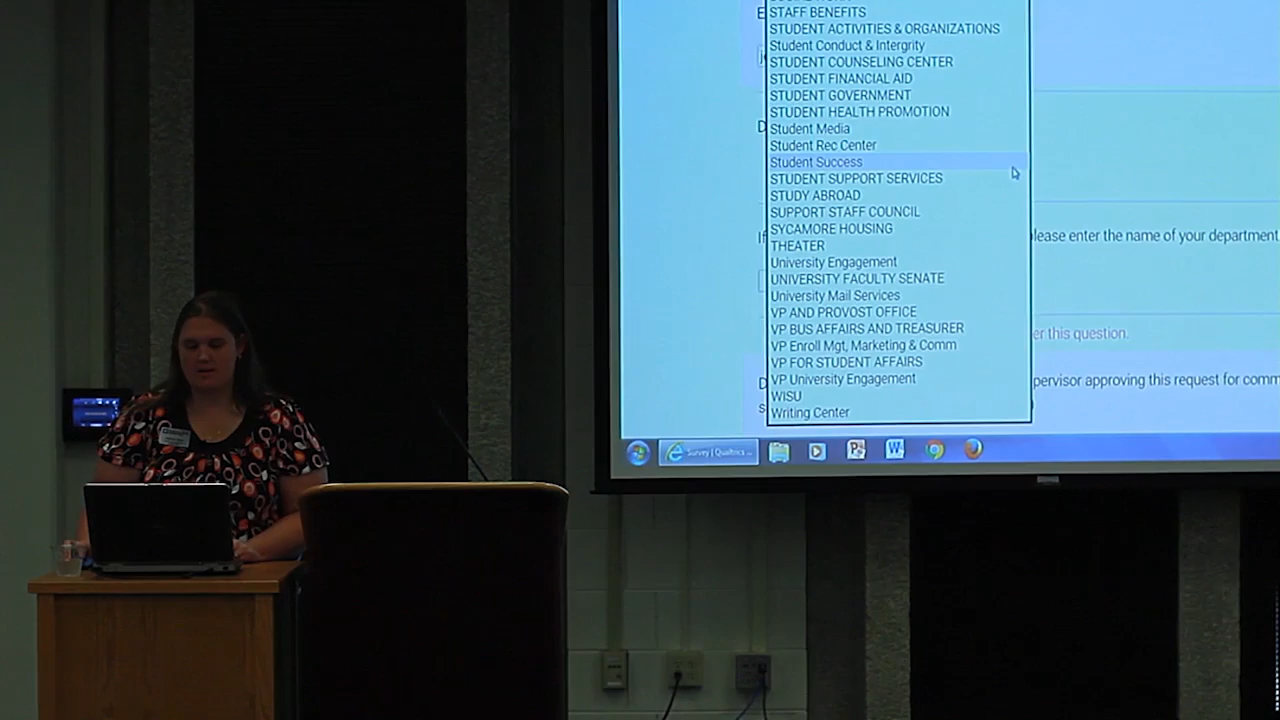 STAFF BENEFITS
STUDENT ACTIVITIES & ORGANIZATIONS
Student Conduct & Intergrity
STUDENT COUNSELING CENTER
STUDENT FINANCIAL AID
STUDENT GOVERNMENT
STUDENT HEALTH PROMOTION
Student Media
Student Rec Center
Student Success
STUDENT SUPPORT SERVICES
STUDY ABROAD
SUPPORT STAFF COUNCIL
SYCAMORE HOUSING
THEATER
University Engagement
UNIVERSITY FACULTY SENATE
University Mail Services
VP AND PROVOST OFFICE
VP BUS AFFAIRS AND TREASURER
VP Enroll Mgt, Marketing & Comm
VP FOR STUDENT AFFAIRS
VP University Engagement
WISU
Writing Center
If
please enter the name of your department
er this question.
pervisor approving this request for comm
Survey | Qualtrics ...